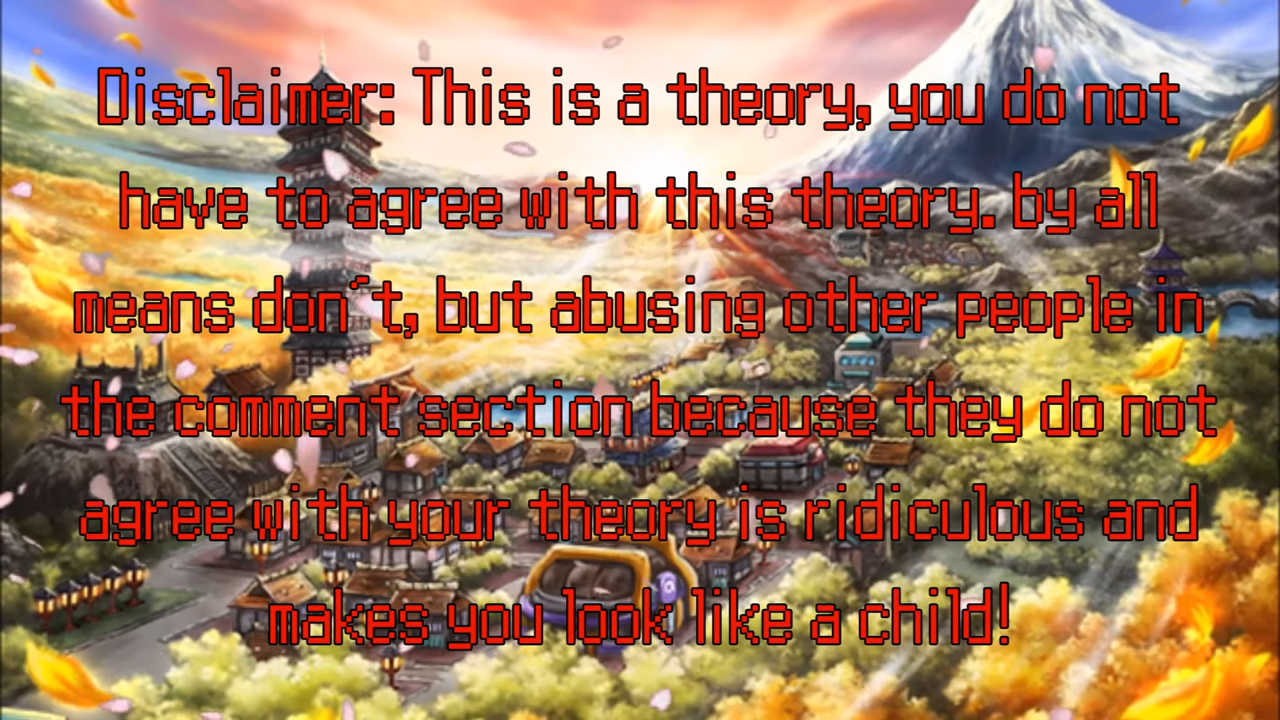 Disclaimer: This is a theory, you do not
have to agree with this theory. by all
means don´t, but abusing other people in
the comment section because they do not
agree with your theory is ridiculous and
makes you look like a child!